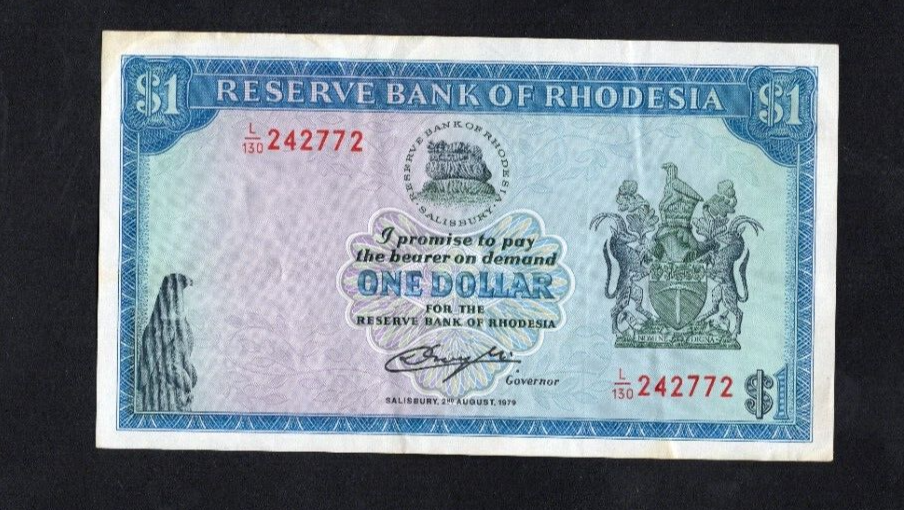 $1 RESERVE BANK OF RHODESIA $1
L/130 242772
RESERVE BANK OF RHODESIA
· SALISBURY ·
I promise to pay
the bearer on demand
ONE DOLLAR
FOR THE
RESERVE BANK OF RHODESIA
Governor
L/130 242772 $1
SALISBURY, 2ND AUGUST, 1979